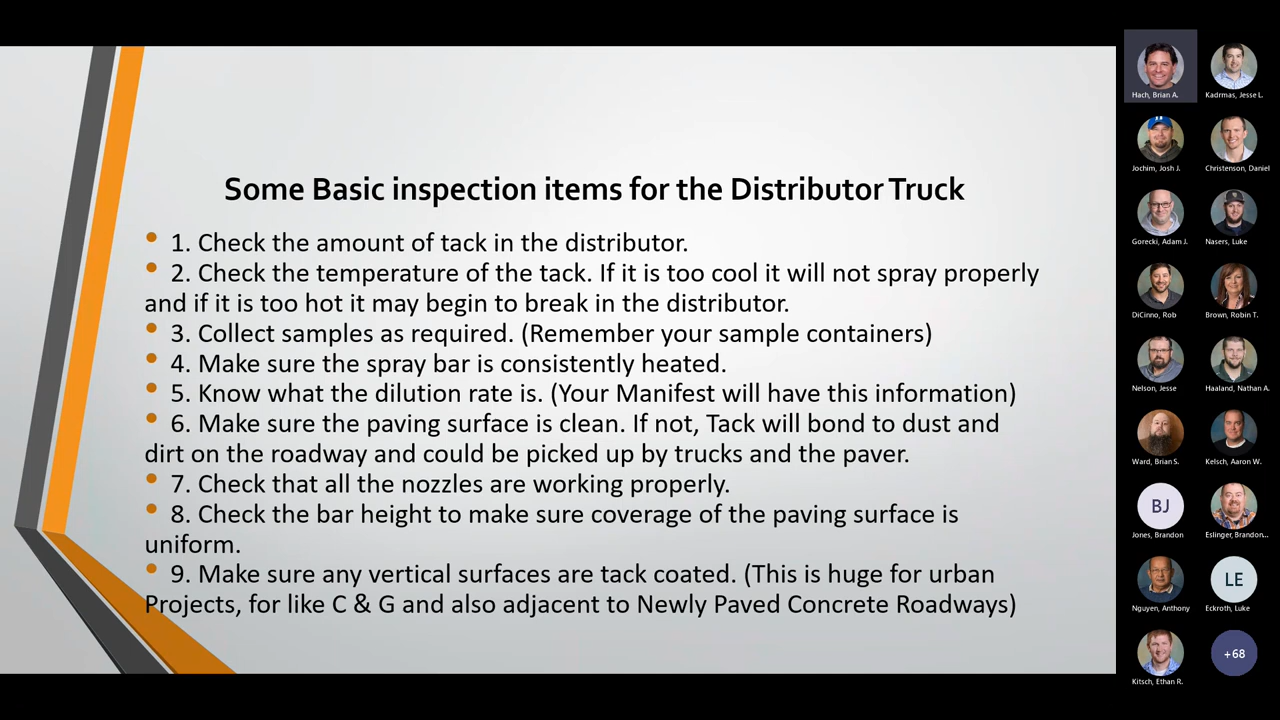 Some Basic inspection items for the Distributor Truck
• 1. Check the amount of tack in the distributor.
• 2. Check the temperature of the tack. If it is too cool it will not spray properly
and if it is too hot it may begin to break in the distributor.
• 3. Collect samples as required. (Remember your sample containers)
• 4. Make sure the spray bar is consistently heated.
• 5. Know what the dilution rate is. (Your Manifest will have this information)
• 6. Make sure the paving surface is clean. If not, Tack will bond to dust and
dirt on the roadway and could be picked up by trucks and the paver.
• 7. Check that all the nozzles are working properly.
• 8. Check the bar height to make sure coverage of the paving surface is
uniform.
• 9. Make sure any vertical surfaces are tack coated. (This is huge for urban
Projects, for like C & G and also adjacent to Newly Paved Concrete Roadways)
Hach, Brian A.
Kadrmas, Jesse L.
Jochim, Josh J.
Christenson, Daniel
Gorecki, Adam J.
Nasers, Luke
DiCinno, Rob
Brown, Robin T.
Nelson, Jesse
Haaland, Nathan A.
Ward, Brian S.
Kelsch, Aaron W.
BJ
Jones, Brandon
Eslinger, Brandon...
Nguyen, Anthony
LE
Eckroth, Luke
Kitsch, Ethan R.
+68